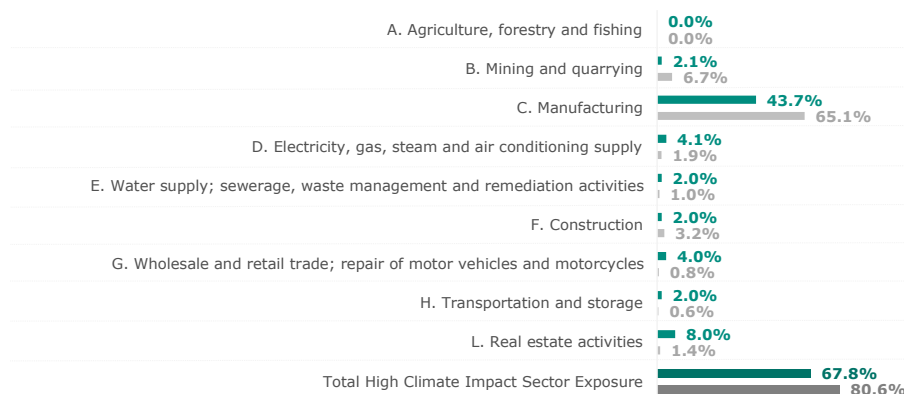 A. Agriculture, forestry and fishing
0.0%
0.0%
B. Mining and quarrying
2.1%
6.7%
C. Manufacturing
43.7%
65.1%
D. Electricity, gas, steam and air conditioning supply
4.1%
1.9%
E. Water supply; sewerage, waste management and remediation activities
2.0%
1.0%
F. Construction
2.0%
3.2%
G. Wholesale and retail trade; repair of motor vehicles and motorcycles
4.0%
0.8%
H. Transportation and storage
2.0%
0.6%
L. Real estate activities
8.0%
1.4%
Total High Climate Impact Sector Exposure
67.8%
80.6%